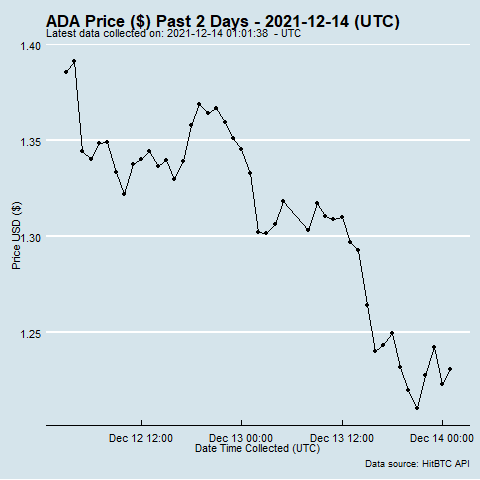 ADA Price ($) Past 2 Days - 2021-12-14 (UTC)
Latest data collected on: 2021-12-14 01:01:38 - UTC
1.40
1.35
1.30
1.25
Price USD ($)
Dec 12 12:00
Dec 13 00:00
Dec 13 12:00
Dec 14 00:00
Date Time Collected (UTC)
Data source: HitBTC API